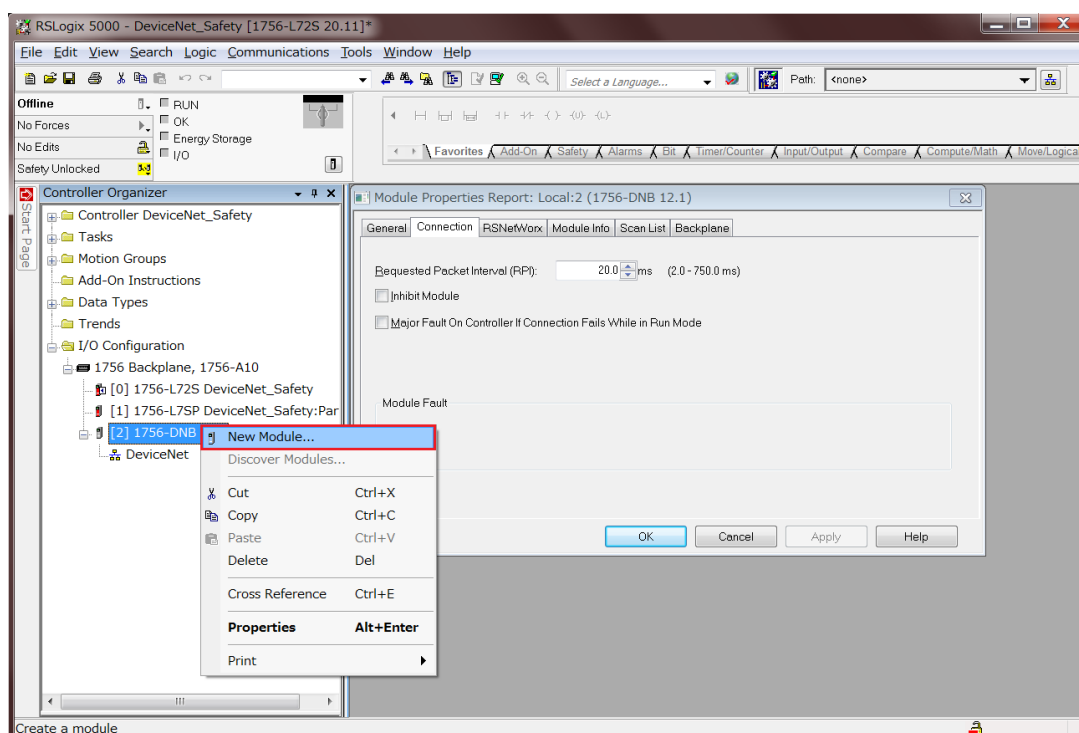 RSLogix 5000 - DeviceNet_Safety [1756-L72S 20.11]*
File Edit View Search Logic Communications Tools Window Help
Select a Language...
Path: <none>
Offline
RUN
No Forces
OK
Energy Storage
No Edits
I/O
Safety Unlocked
Favorites Add-On Safety Alarms Bit Timer/Counter Input/Output Compare Compute/Math Move/Logica
Start Page
Controller Organizer
Controller DeviceNet_Safety
Tasks
Motion Groups
Add-On Instructions
Data Types
Trends
I/O Configuration
1756 Backplane, 1756-A10
[0] 1756-L72S DeviceNet_Safety
[1] 1756-L7SP DeviceNet_Safety:Par
[2] 1756-DNB
DeviceNet
New Module...
Discover Modules...
Cut Ctrl+X
Copy Ctrl+C
Paste Ctrl+V
Delete Del
Cross Reference Ctrl+E
Properties Alt+Enter
Print
Module Properties Report: Local:2 (1756-DNB 12.1)
General Connection RSNetWorx Module Info Scan List Backplane
Requested Packet Interval (RPI): 20.0 ms (2.0 - 750.0 ms)
Inhibit Module
Major Fault On Controller If Connection Fails While in Run Mode
Module Fault
OK Cancel Apply Help
Create a module